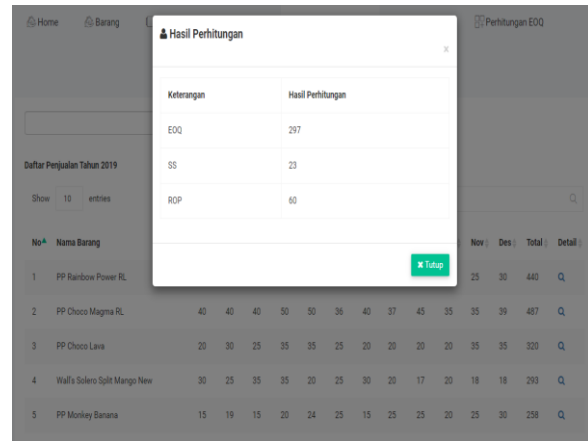 Home Barang Perhitungan EOQ
Hasil Perhitungan
x
Keterangan Hasil Perhitungan
EOQ 297
SS 23
ROP 60
Daftar Penjualan Tahun 2019
Show 10 entries
Tutup
No Nama Barang Nov Des Total Detail
1 PP Rainbow Power RL 25 30 440
2 PP Choco Magma RL 40 40 40 50 50 36 40 37 45 35 35 39 487
3 PP Choco Lava 20 30 25 35 35 25 20 20 20 20 35 35 320
4 Wall's Solero Split Mango New 30 25 35 35 20 25 30 20 17 20 18 18 293
5 PP Monkey Banana 15 19 15 20 24 25 15 25 25 20 25 30 258